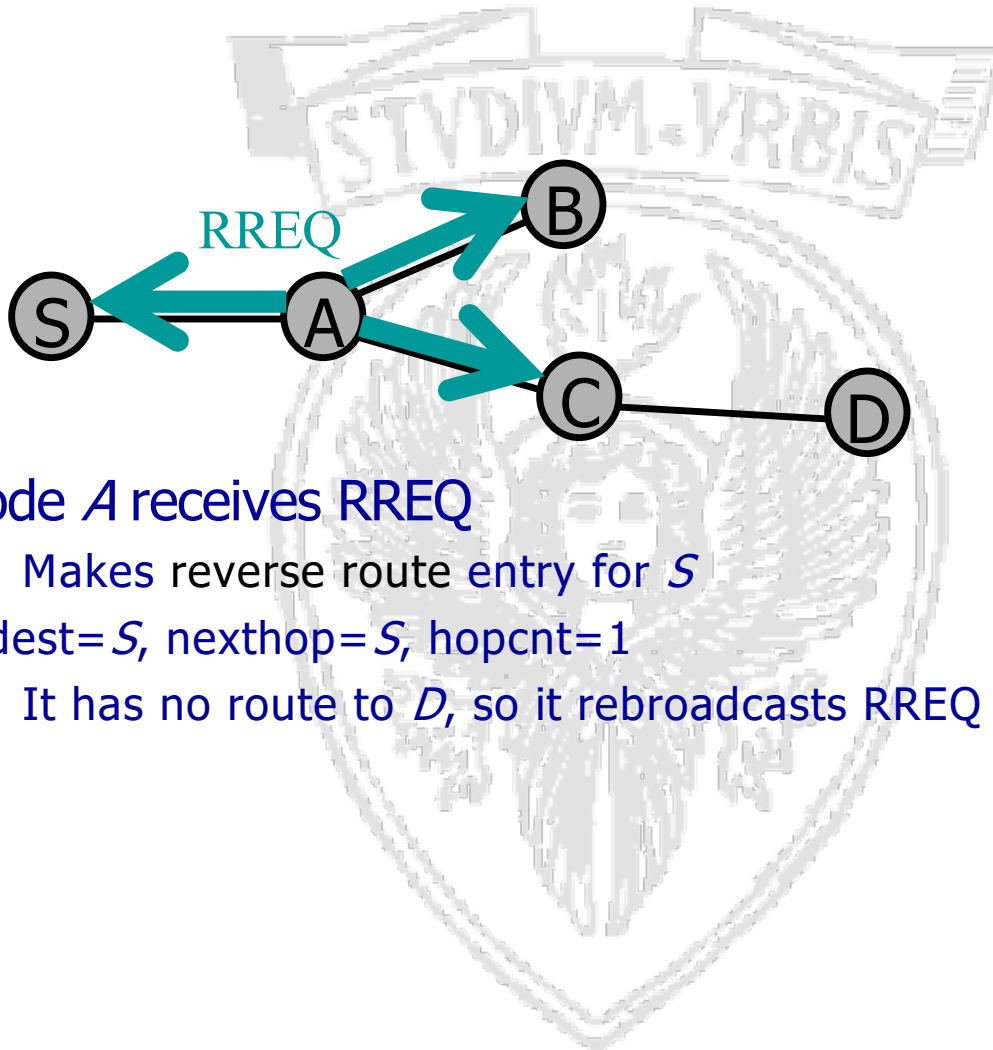 STVDIVM·VRBIS
B
RREQ
S
A
C
D
ode A receives RREQ
Makes reverse route entry for S
dest=S, nexthop=S, hopcnt=1
It has no route to D, so it rebroadcasts RREQ